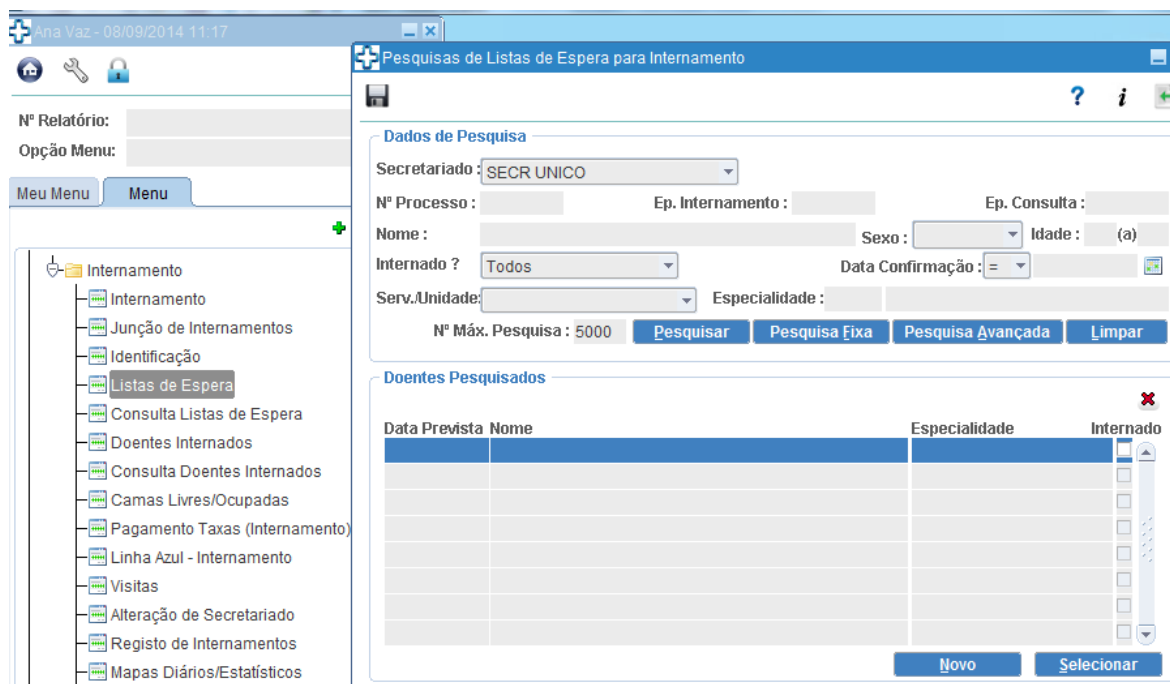 Ana Vaz - 08/09/2014 11:17
Nº Relatório:
Opção Menu:
Meu Menu Menu
Internamento
Internamento
Junção de Internamentos
Identificação
Listas de Espera
Consulta Listas de Espera
Doentes Internados
Consulta Doentes Internados
Camas Livres/Ocupadas
Pagamento Taxas (Internamento)
Linha Azul - Internamento
Visitas
Alteração de Secretariado
Registo de Internamentos
Mapas Diários/Estatísticos
Pesquisas de Listas de Espera para Internamento
? i
Dados de Pesquisa
Secretariado : SECR UNICO
Nº Processo : Ep. Internamento : Ep. Consulta :
Nome : Sexo : Idade : (a)
Internado ? Todos Data Confirmação : =
Serv./Unidade: Especialidade :
Nº Máx. Pesquisa : 5000 Pesquisar Pesquisa Fixa Pesquisa Avançada Limpar
Doentes Pesquisados
Data Prevista Nome Especialidade Internado
Novo Selecionar